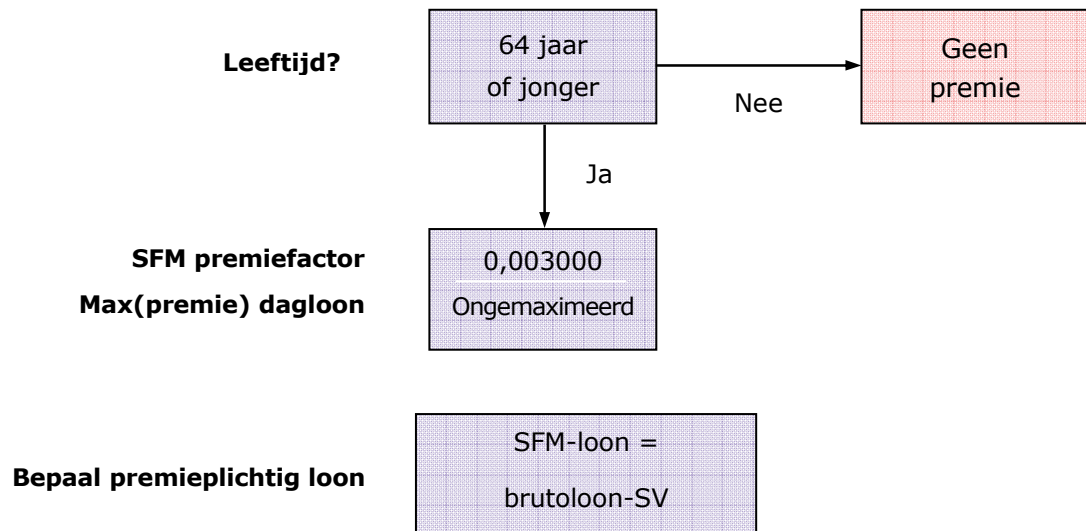 Leeftijd?
64 jaar
of jonger
Geen
premie
Nee
Ja
SFM premiefactor
0,003000
Max(premie) dagloon
Ongemaximeerd
Bepaal premieplichtig loon
SFM-loon =
brutoloon-SV